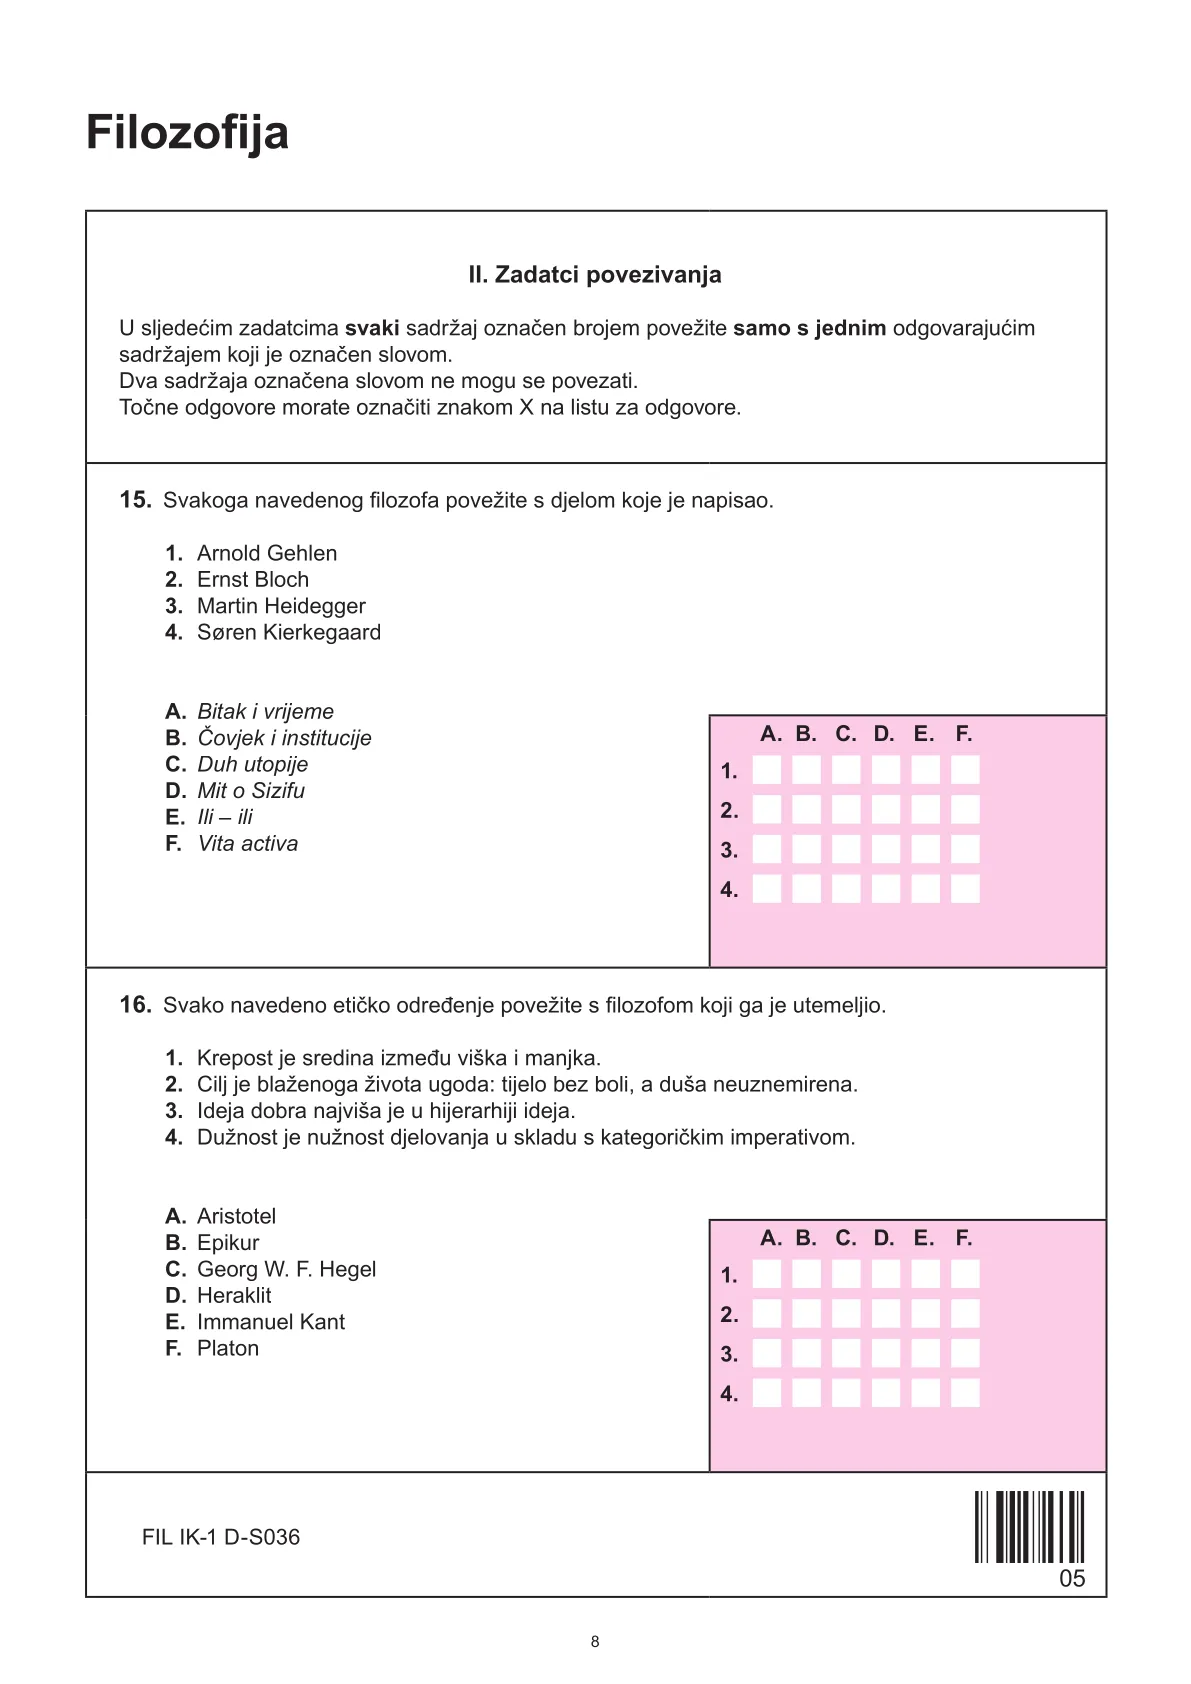 Filozofija
II. Zadatci povezivanja
U sljedećim zadatcima svaki sadržaj označen brojem povežite samo s jednim odgovarajućim
sadržajem koji je označen slovom.
Dva sadržaja označena slovom ne mogu se povezati.
Točne odgovore morate označiti znakom X na listu za odgovore.
15. Svakoga navedenog filozofa povežite s djelom koje je napisao.
1. Arnold Gehlen
2. Ernst Bloch
3. Martin Heidegger
4. Søren Kierkegaard
A. Bitak i vrijeme
B. Čovjek i institucije
C. Duh utopije
D. Mit o Sizifu
E. Ili – ili
F. Vita activa
A. B. C. D. E. F.
1.
2.
3.
4.
16. Svako navedeno etičko određenje povežite s filozofom koji ga je utemeljio.
1. Krepost je sredina između viška i manjka.
2. Cilj je blaženoga života ugoda: tijelo bez boli, a duša neuznemirena.
3. Ideja dobra najviša je u hijerarhiji ideja.
4. Dužnost je nužnost djelovanja u skladu s kategoričkim imperativom.
A. Aristotel
B. Epikur
C. Georg W. F. Hegel
D. Heraklit
E. Immanuel Kant
F. Platon
A. B. C. D. E. F.
1.
2.
3.
4.
FIL IK-1 D-S036
05
8